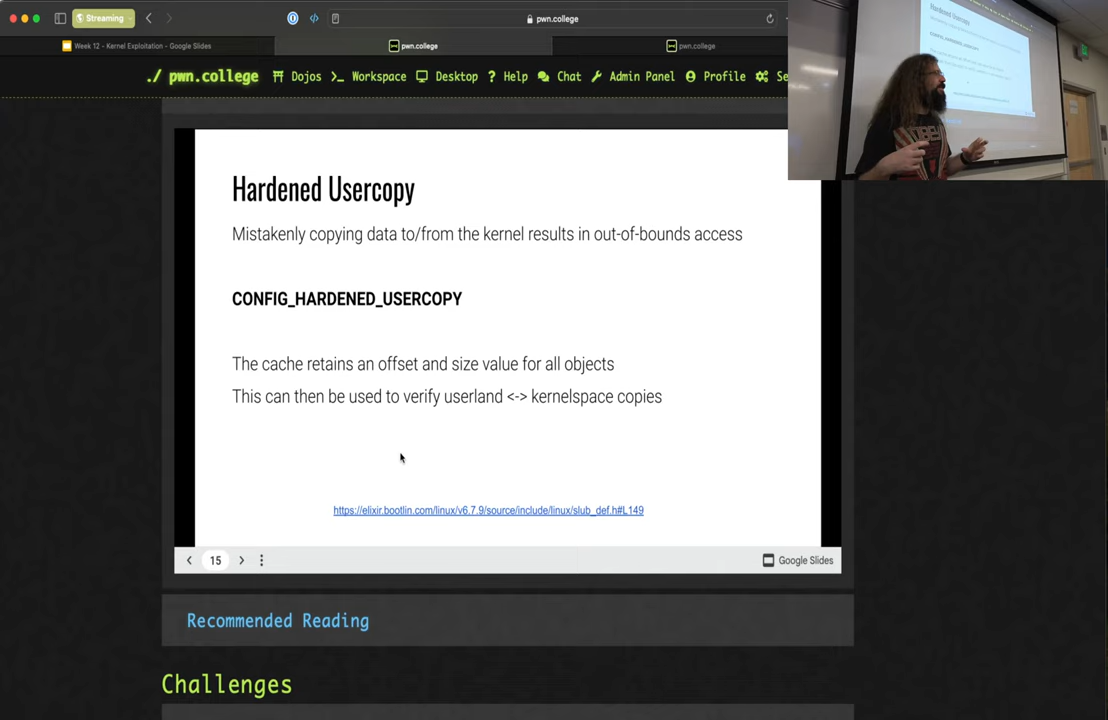 Streaming
pwn.college
Week 12 - Kernel Exploitation - Google Slides
pwn.college
pwn.college
./ pwn.college
Dojos
Workspace
Desktop
Help
Chat
Admin Panel
Profile
Se
Hardened Usercopy
Mistakenly copying data to/from the kernel results in out-of-bounds access
CONFIG_HARDENED_USERCOPY
The cache retains an offset and size value for all objects
This can then be used to verify userland <-> kernelspace copies
https://elixir.bootlin.com/linux/v6.7.9/source/include/linux/slub_def.h#L149
15
Google Slides
Recommended Reading
Challenges
Hardened Usercopy
CONFIG_HARDENED_USERCOPY